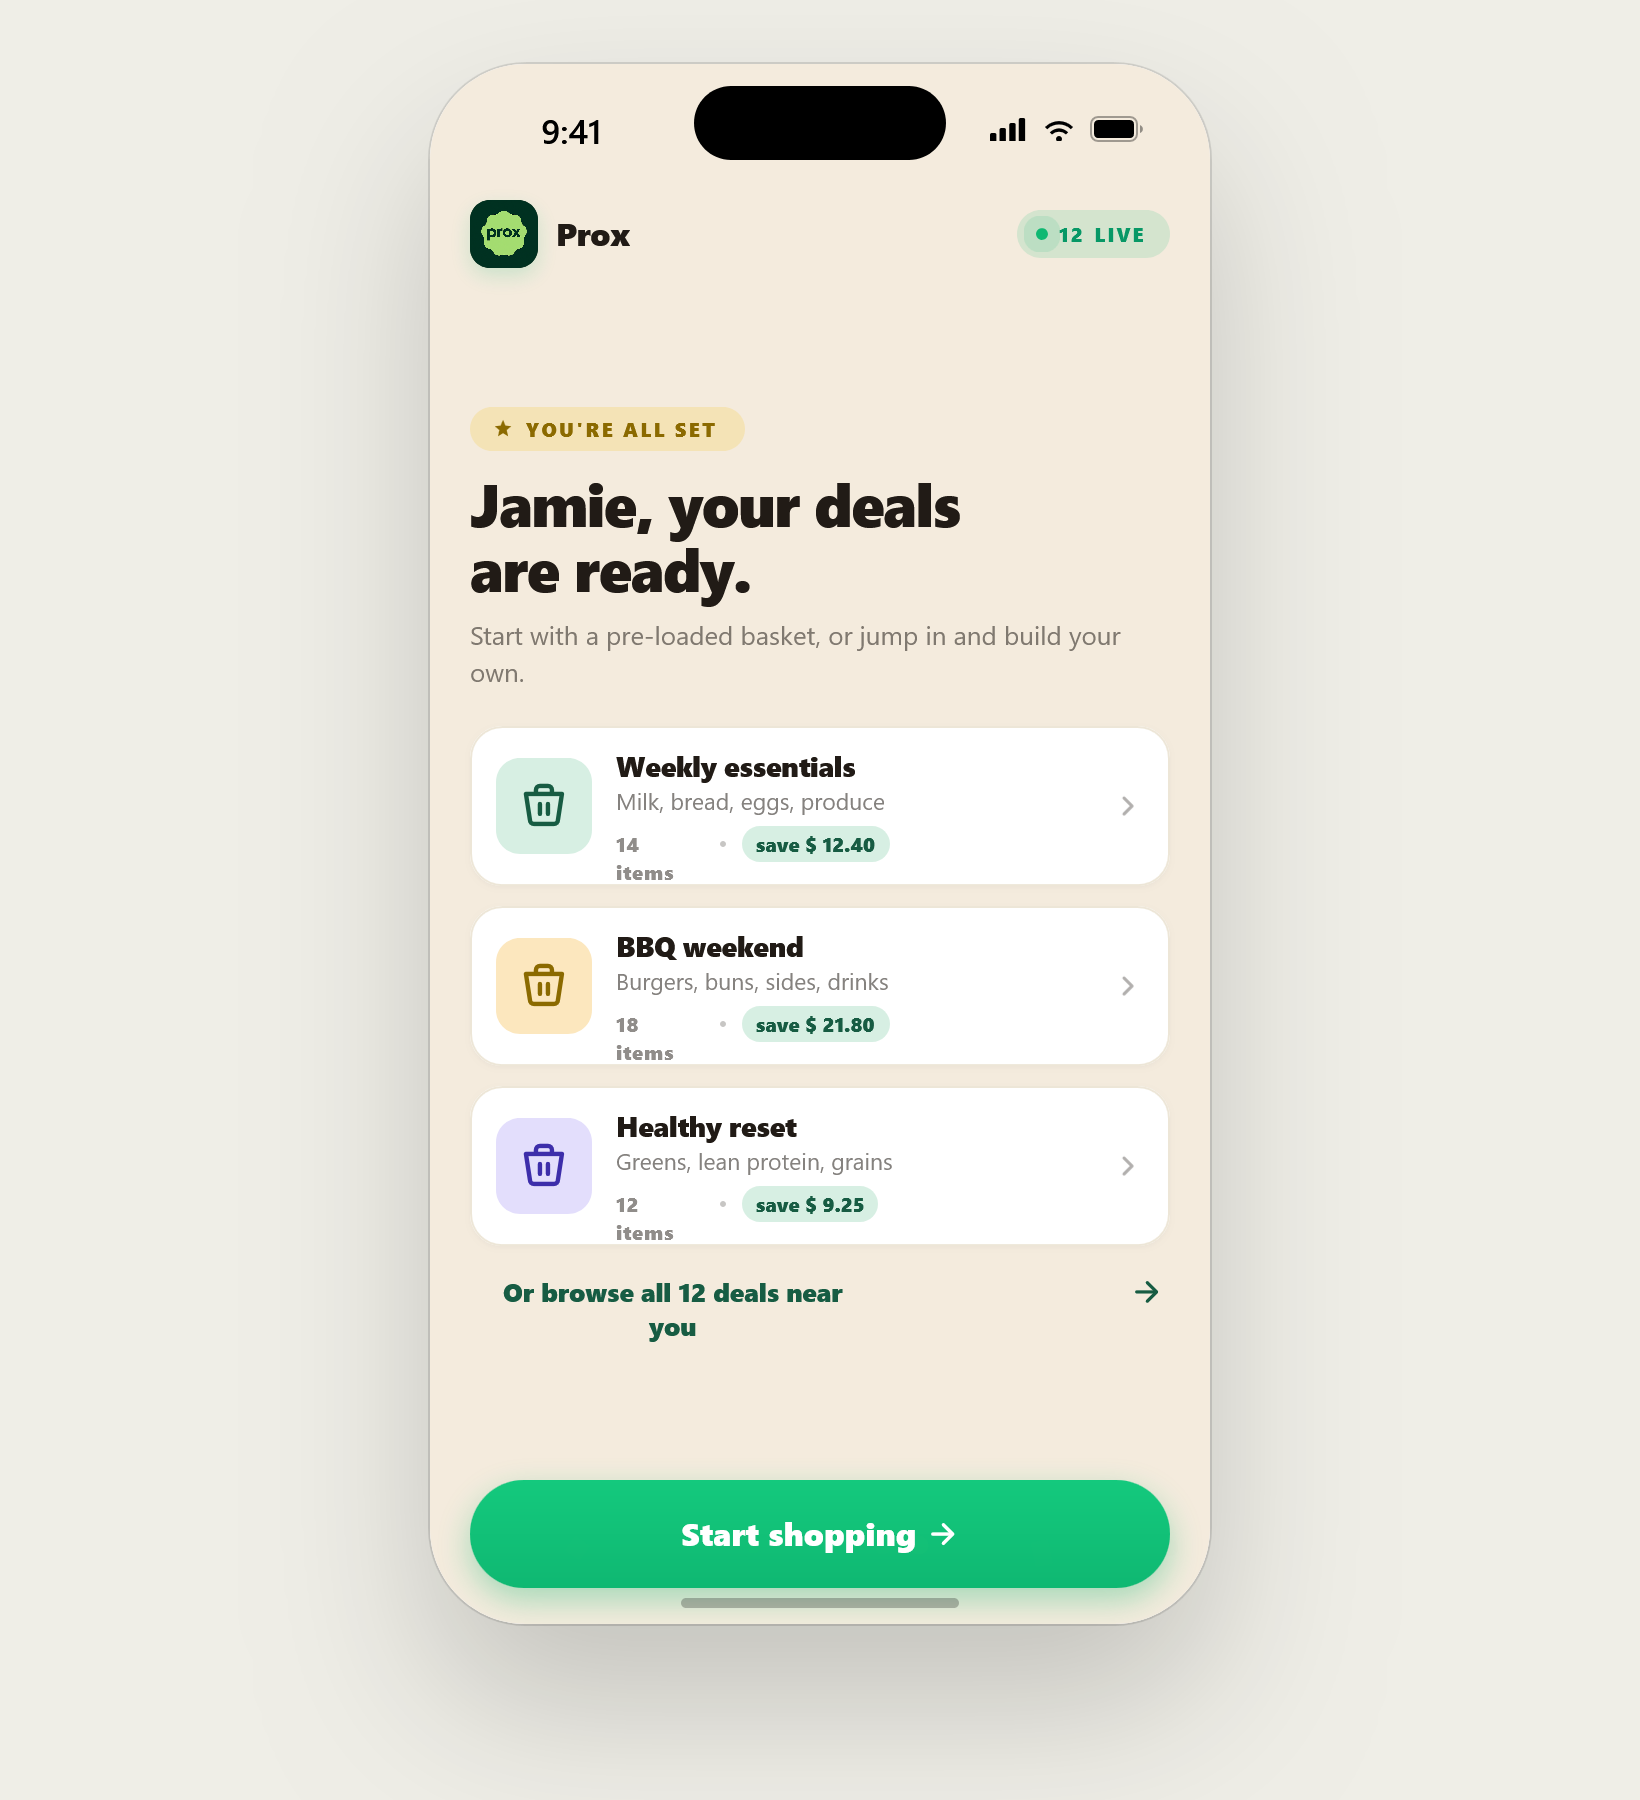 9:41
prox
Prox
12 LIVE
YOU'RE ALL SET
Jamie, your deals
are ready.
Start with a pre-loaded basket, or jump in and build your
own.
Weekly essentials
Milk, bread, eggs, produce
14 • save $ 12.40
items
BBQ weekend
Burgers, buns, sides, drinks
18 • save $ 21.80
items
Healthy reset
Greens, lean protein, grains
12 • save $ 9.25
items
Or browse all 12 deals near
you
Start shopping